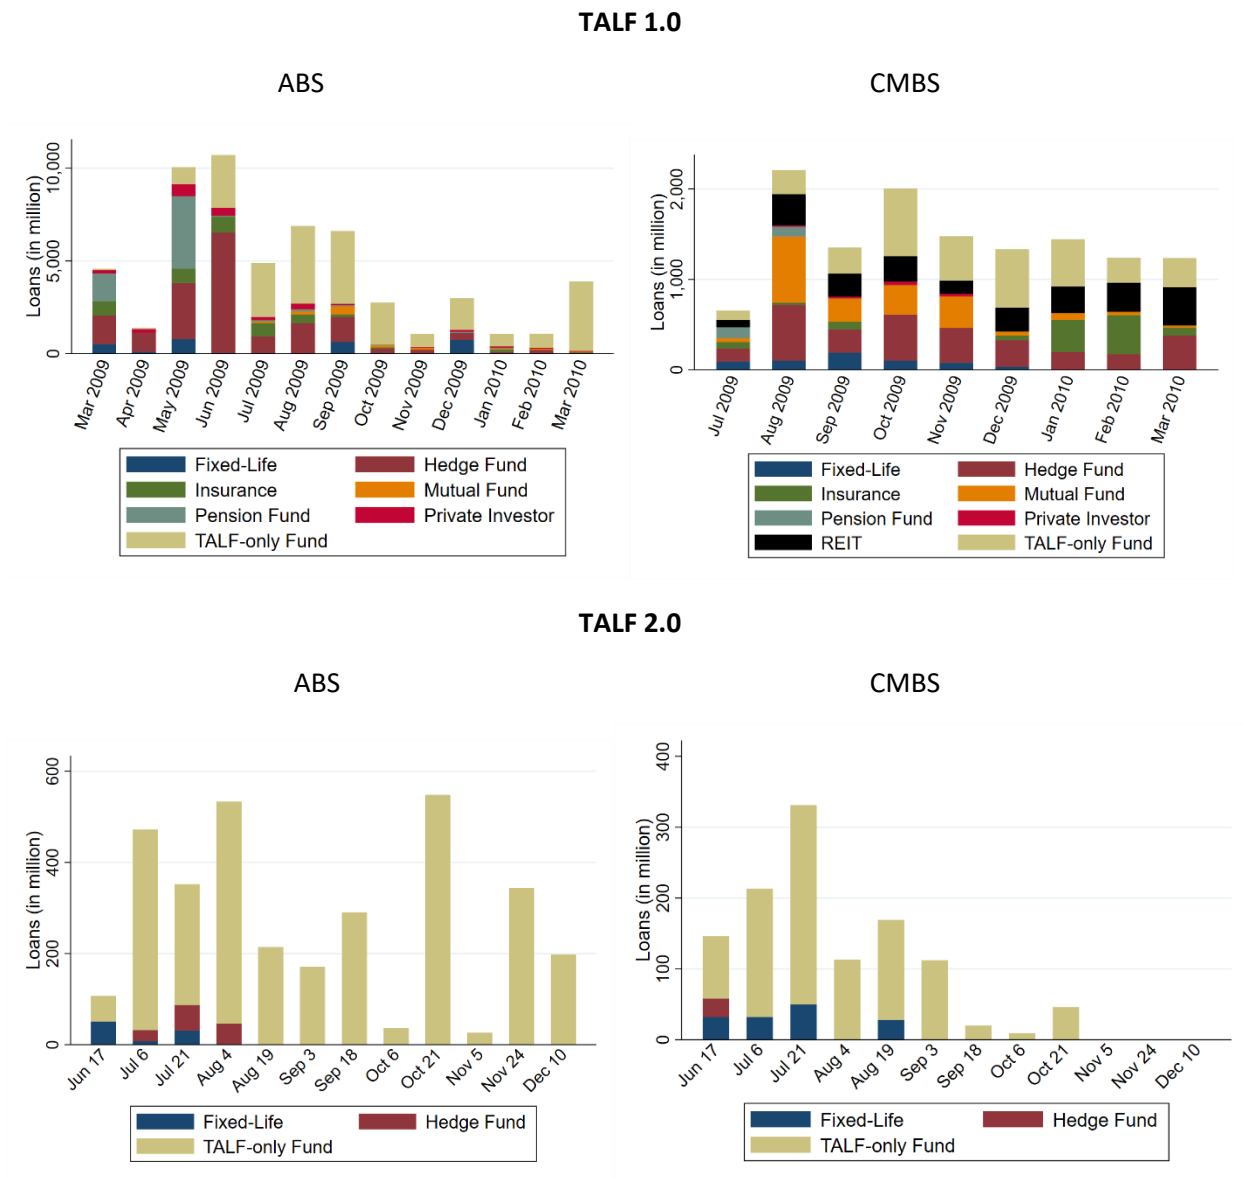 TALF 1.0
ABS
CMBS
Loans (in million)
10,000
5,000
0
Mar 2009
Apr 2009
May 2009
Jun 2009
Jul 2009
Aug 2009
Sep 2009
Oct 2009
Nov 2009
Dec 2009
Jan 2010
Feb 2010
Mar 2010
Fixed-Life Hedge Fund
Insurance Mutual Fund
Pension Fund Private Investor
TALF-only Fund
Loans (in million)
2,000
1,000
0
Jul 2009
Aug 2009
Sep 2009
Oct 2009
Nov 2009
Dec 2009
Jan 2010
Feb 2010
Mar 2010
Fixed-Life Hedge Fund
Insurance Mutual Fund
Pension Fund Private Investor
REIT TALF-only Fund
TALF 2.0
ABS
CMBS
Loans (in million)
600
400
200
0
Jun 17
Jul 6
Jul 21
Aug 4
Aug 19
Sep 3
Sep 18
Oct 6
Oct 21
Nov 5
Nov 24
Dec 10
Fixed-Life Hedge Fund
TALF-only Fund
Loans (in million)
400
300
200
100
0
Jun 17
Jul 6
Jul 21
Aug 4
Aug 19
Sep 3
Sep 18
Oct 6
Oct 21
Nov 5
Nov 24
Dec 10
Fixed-Life Hedge Fund
TALF-only Fund